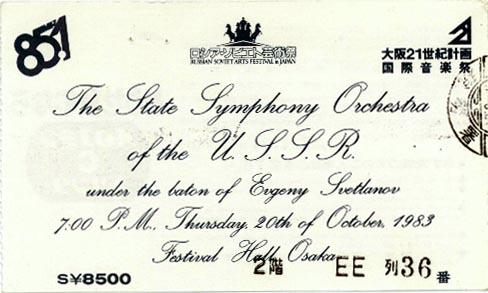 851
ロシア・ソビエト芸術祭
RUSSIAN SOVIET ARTS FESTIVAL in JAPAN
大阪21世紀計画
国際音楽祭
The State Symphony Orchestra
of the U.S.S.R.
under the baton of Evgeny Svetlanov
7:00 P.M., Thursday, 20th of October, 1983
Festival Hall, Osaka
2階 EE 列 36 番
S¥8500